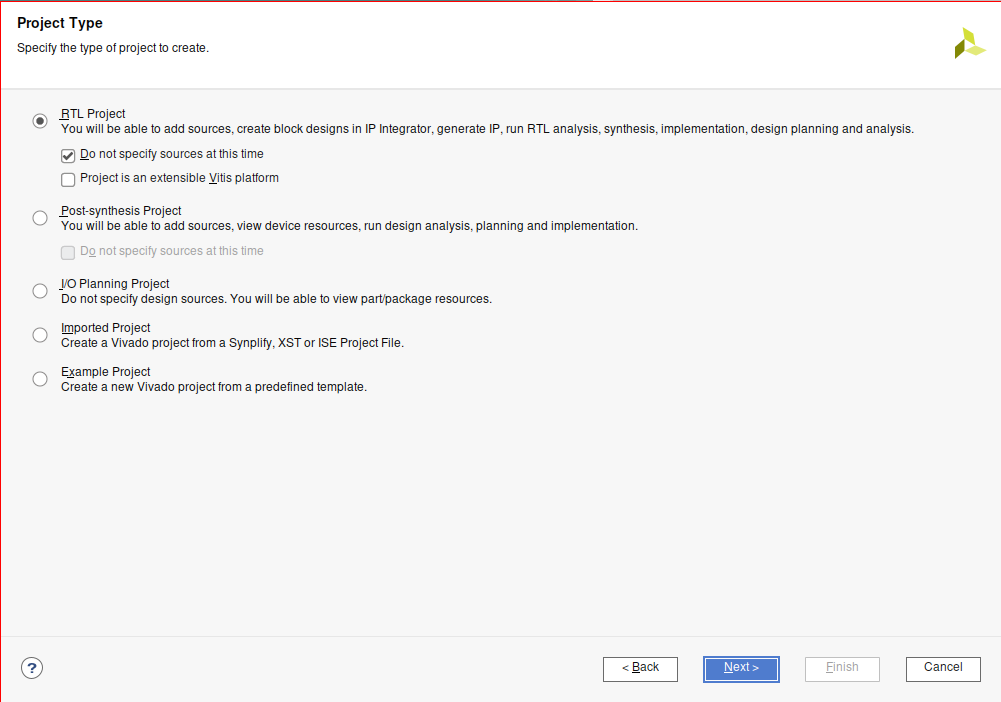 Project Type
Specify the type of project to create.
RTL Project
You will be able to add sources, create block designs in IP Integrator, generate IP, run RTL analysis, synthesis, implementation, design planning and analysis.
Do not specify sources at this time
Project is an extensible Vitis platform
Post-synthesis Project
You will be able to add sources, view device resources, run design analysis, planning and implementation.
Do not specify sources at this time
I/O Planning Project
Do not specify design sources. You will be able to view part/package resources.
Imported Project
Create a Vivado project from a Synplify, XST or ISE Project File.
Example Project
Create a new Vivado project from a predefined template.
?
< Back
Next >
Finish
Cancel